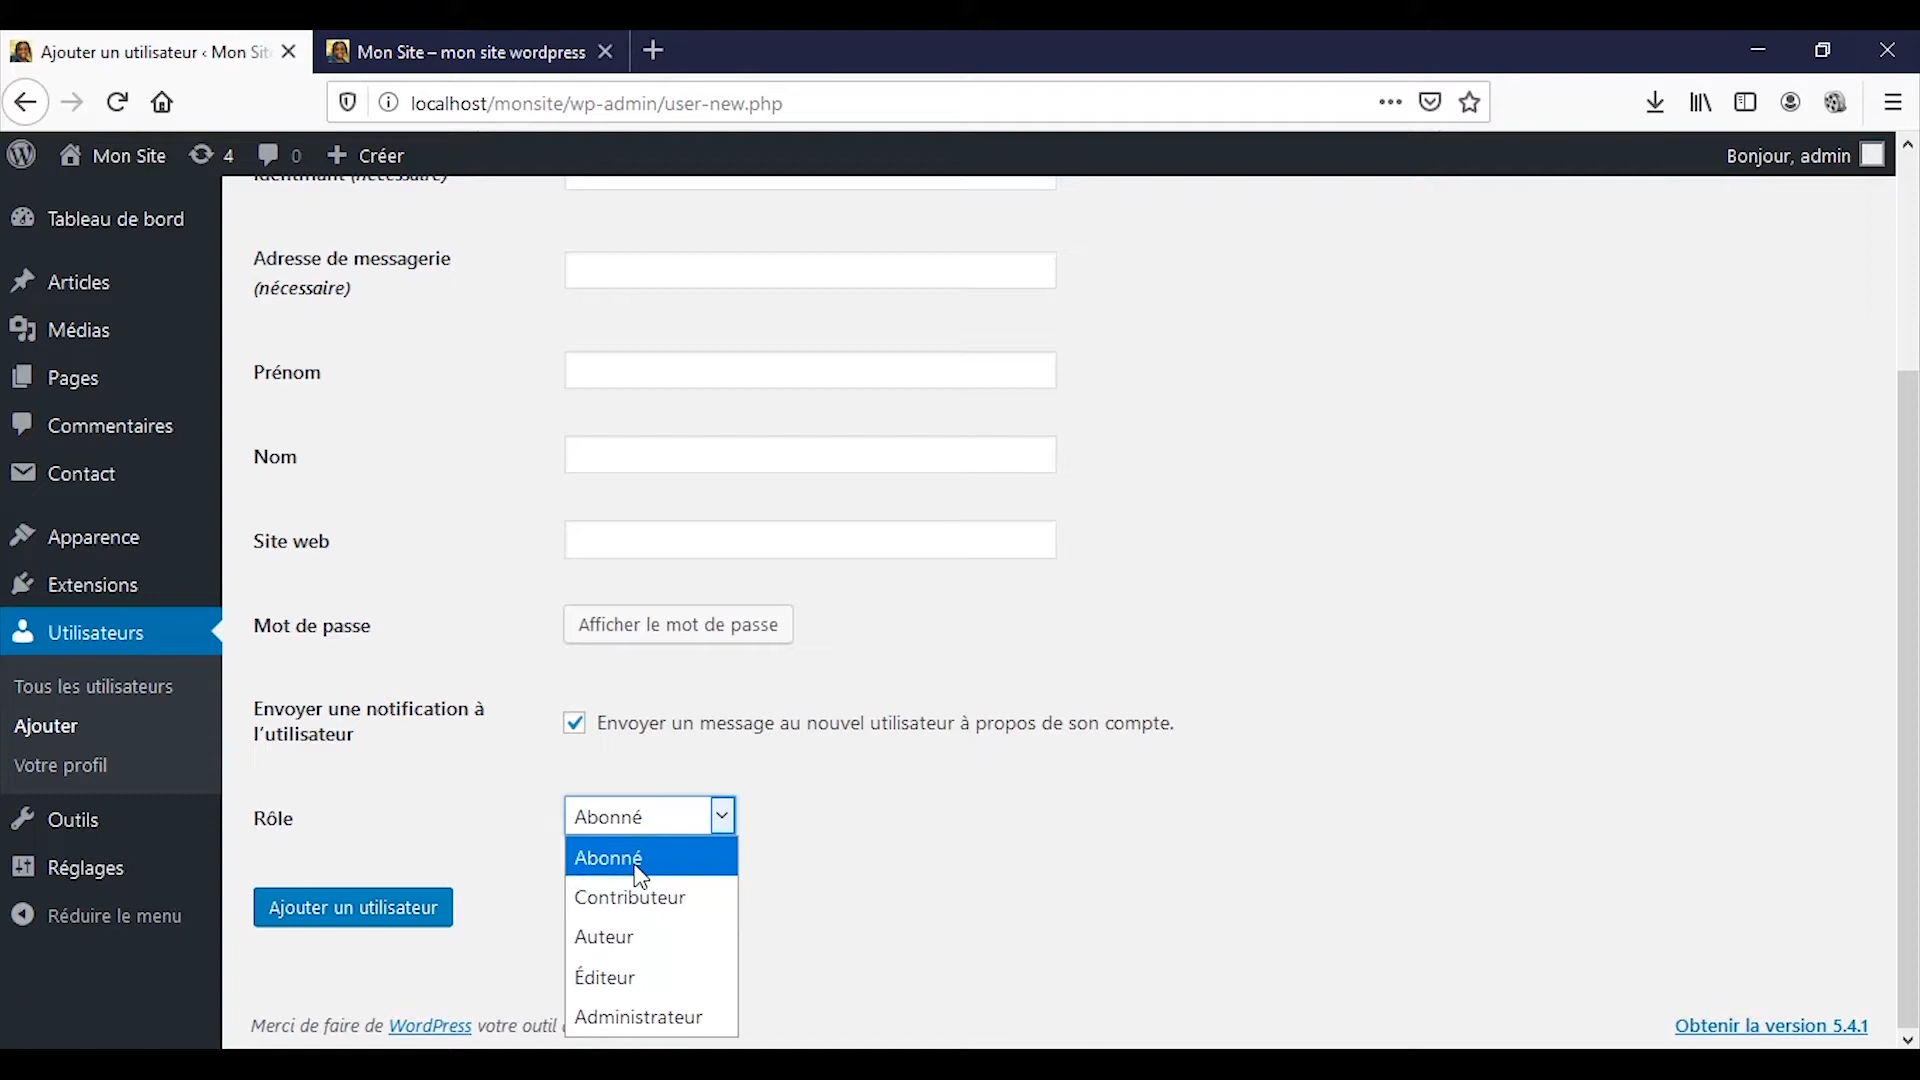 Ajouter un utilisateur ‹ Mon Sit
Mon Site – mon site wordpress
localhost/monsite/wp-admin/user-new.php
Mon Site
4
0
Créer
Bonjour, admin
Identifiant (nécessaire)
Tableau de bord
Articles
Médias
Pages
Commentaires
Contact
Apparence
Extensions
Utilisateurs
Tous les utilisateurs
Ajouter
Votre profil
Outils
Réglages
Réduire le menu
Adresse de messagerie
(nécessaire)
Prénom
Nom
Site web
Mot de passe
Afficher le mot de passe
Envoyer une notification à
l’utilisateur
Envoyer un message au nouvel utilisateur à propos de son compte.
Rôle
Abonné
Abonné
Contributeur
Auteur
Éditeur
Administrateur
Ajouter un utilisateur
Merci de faire de WordPress votre outil
Obtenir la version 5.4.1